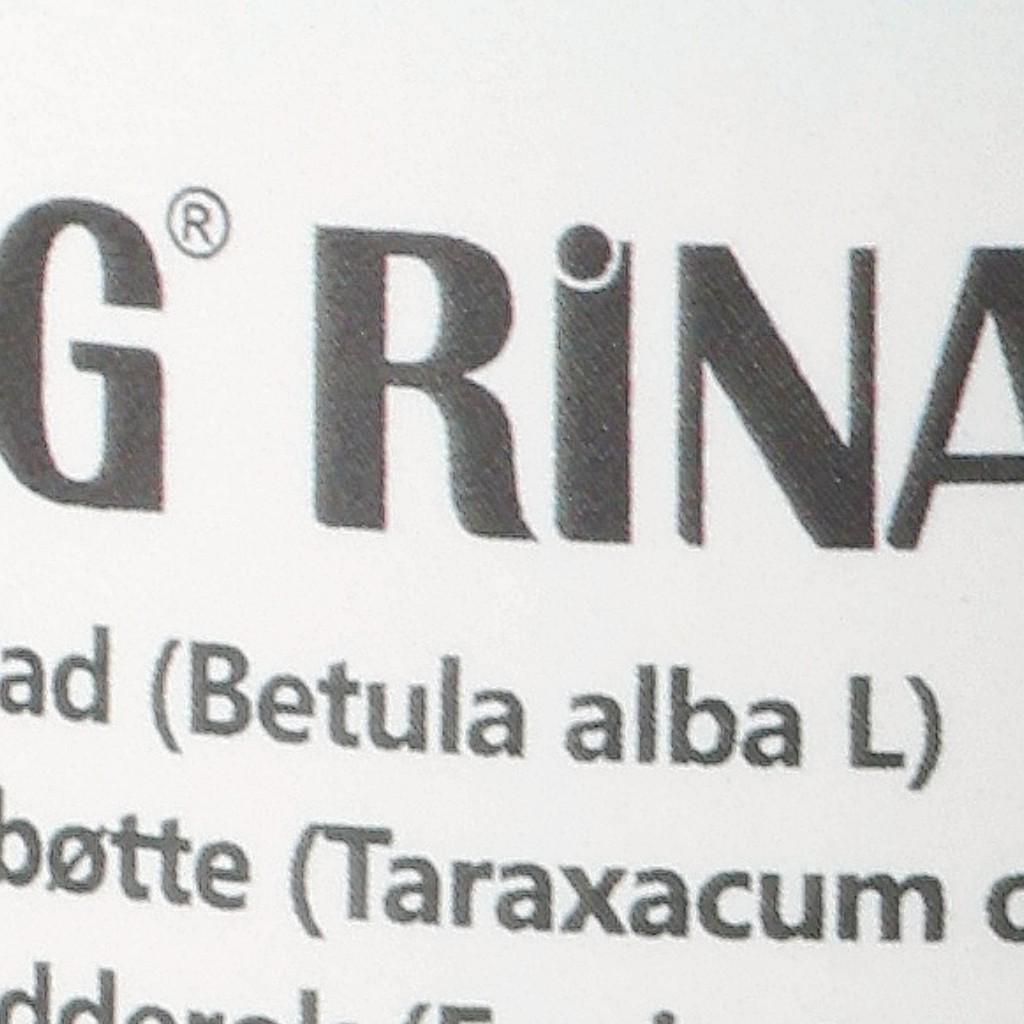 G® RiNA
ad (Betula alba L)
bøtte (Taraxacum